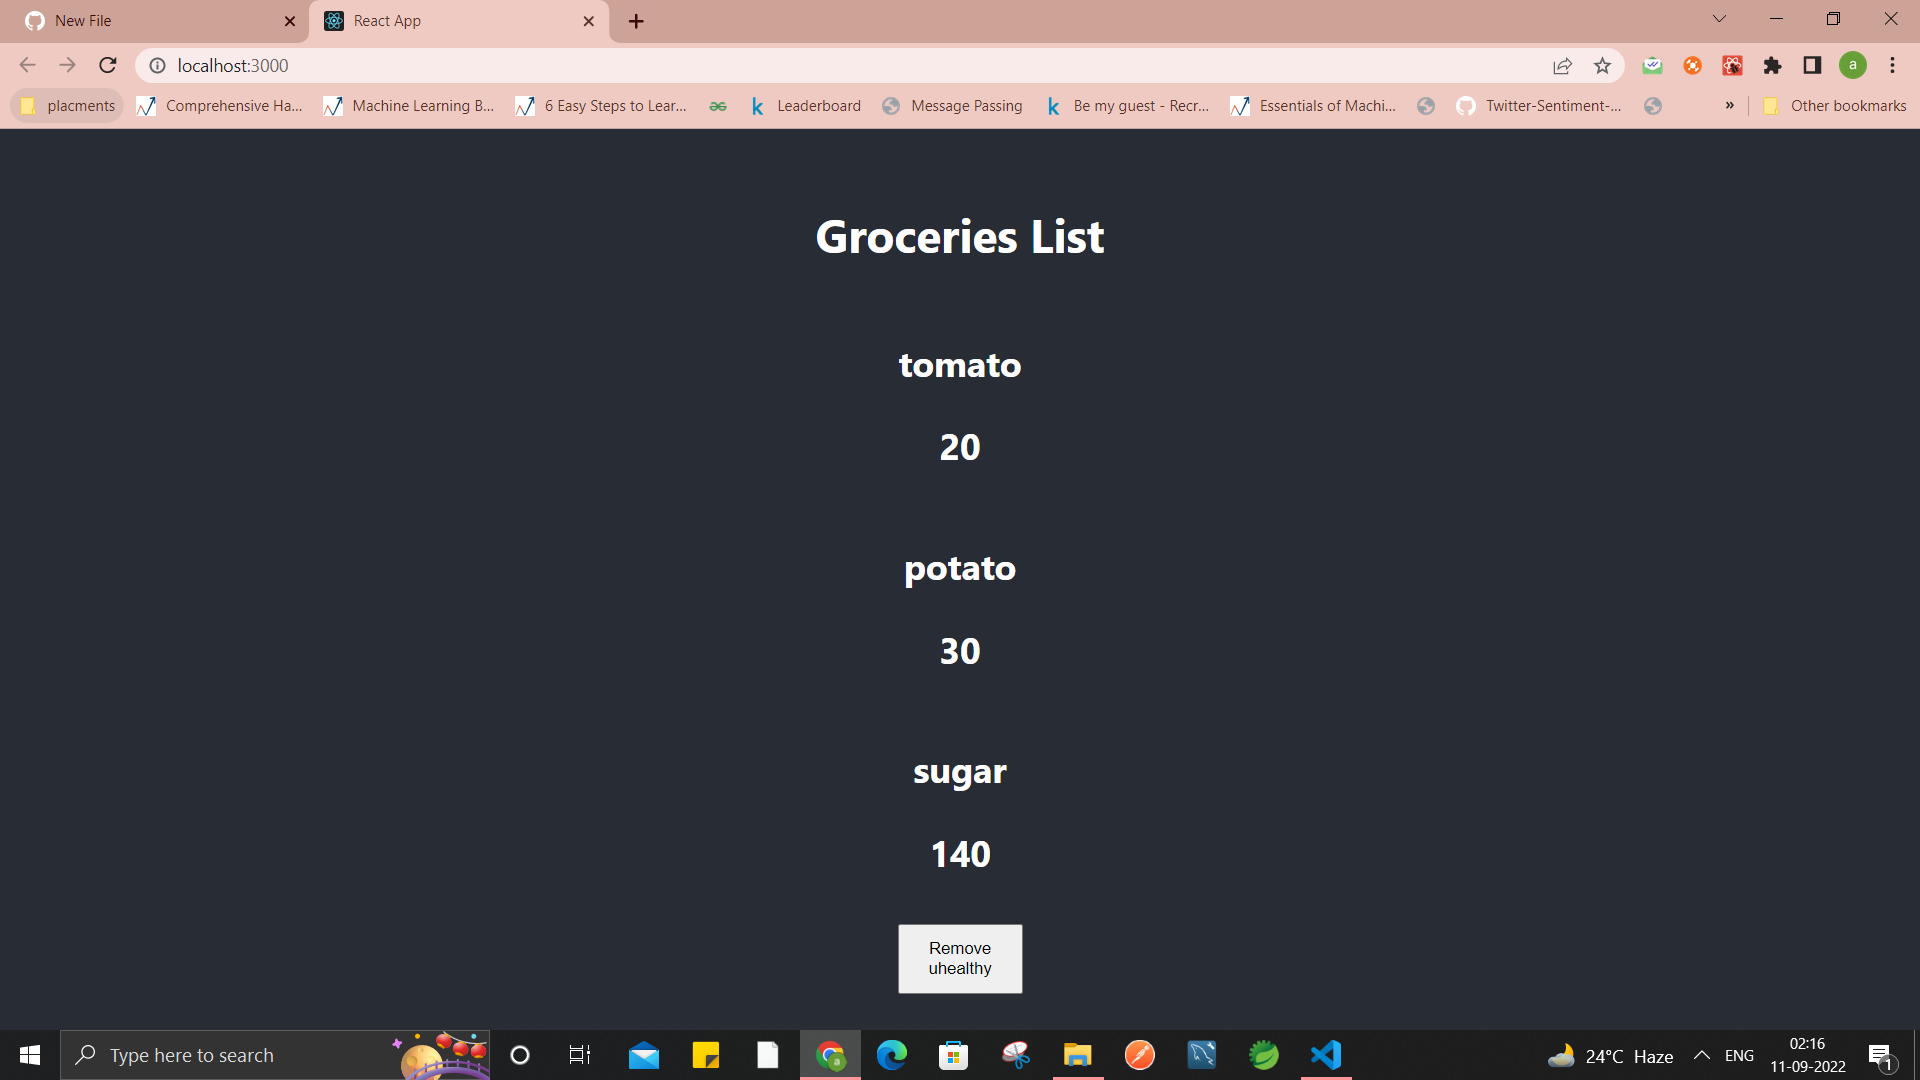 New File
React App
localhost:3000
a
placments
Comprehensive Ha...
Machine Learning B...
6 Easy Steps to Lear...
Leaderboard
Message Passing
Be my guest - Recr...
Essentials of Machi...
Twitter-Sentiment-...
»
Other bookmarks
Groceries List
tomato
20
potato
30
sugar
140
Remove
uhealthy
Type here to search
24°C Haze
ENG
02:16
11-09-2022
1